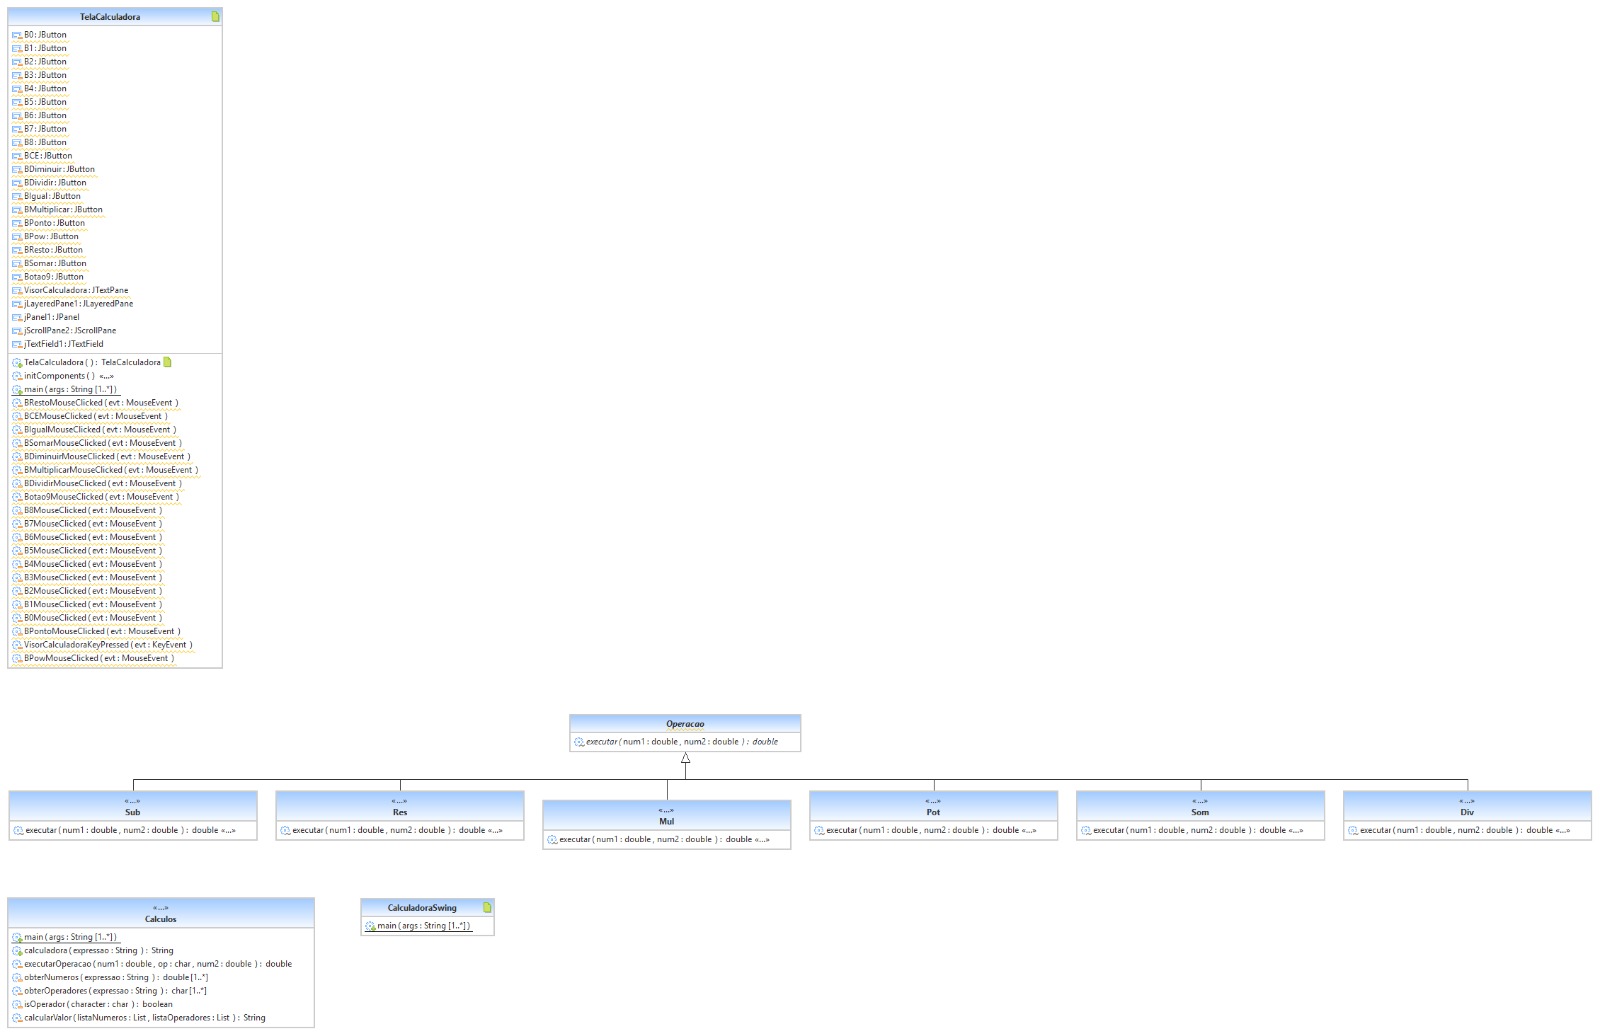 TelaCalculadora
B0 : JButton
B1 : JButton
B2 : JButton
B3 : JButton
B4 : JButton
B5 : JButton
B6 : JButton
B7 : JButton
B8 : JButton
BCE : JButton
BDiminuir : JButton
BDividir : JButton
BIgual : JButton
BMultiplicar : JButton
BPonto : JButton
BPow : JButton
BResto : JButton
BSomar : JButton
Botao9 : JButton
VisorCalculadora : JTextPane
jLayeredPane1 : JLayeredPane
jPanel1 : JPanel
jScrollPane2 : JScrollPane
jTextField1 : JTextField
TelaCalculadora ( ) : TelaCalculadora
initComponents ( ) «...»
main ( args : String [1..*] )
BRestoMouseClicked ( evt : MouseEvent )
BCEMouseClicked ( evt : MouseEvent )
BIgualMouseClicked ( evt : MouseEvent )
BSomarMouseClicked ( evt : MouseEvent )
BDiminuirMouseClicked ( evt : MouseEvent )
BMultiplicarMouseClicked ( evt : MouseEvent )
BDividirMouseClicked ( evt : MouseEvent )
Botao9MouseClicked ( evt : MouseEvent )
B8MouseClicked ( evt : MouseEvent )
B7MouseClicked ( evt : MouseEvent )
B6MouseClicked ( evt : MouseEvent )
B5MouseClicked ( evt : MouseEvent )
B4MouseClicked ( evt : MouseEvent )
B3MouseClicked ( evt : MouseEvent )
B2MouseClicked ( evt : MouseEvent )
B1MouseClicked ( evt : MouseEvent )
B0MouseClicked ( evt : MouseEvent )
BPontoMouseClicked ( evt : MouseEvent )
VisorCalculadoraKeyPressed ( evt : KeyEvent )
BPowMouseClicked ( evt : MouseEvent )
Operacao
executar ( num1 : double , num2 : double ) : double
«...»
Sub
executar ( num1 : double , num2 : double ) : double «...»
«...»
Res
executar ( num1 : double , num2 : double ) : double «...»
«...»
Mul
executar ( num1 : double , num2 : double ) : double «...»
«...»
Pot
executar ( num1 : double , num2 : double ) : double «...»
«...»
Som
executar ( num1 : double , num2 : double ) : double «...»
«...»
Div
executar ( num1 : double , num2 : double ) : double «...»
«...»
Calculos
main ( args : String [1..*] )
calculadora ( expressao : String ) : String
executarOperacao ( num1 : double , op : char , num2 : double ) : double
obterNumeros ( expressao : String ) : double [1..*]
obterOperadores ( expressao : String ) : char [1..*]
isOperador ( character : char ) : boolean
calcularValor ( listaNumeros : List , listaOperadores : List ) : String
CalculadoraSwing
main ( args : String [1..*] )